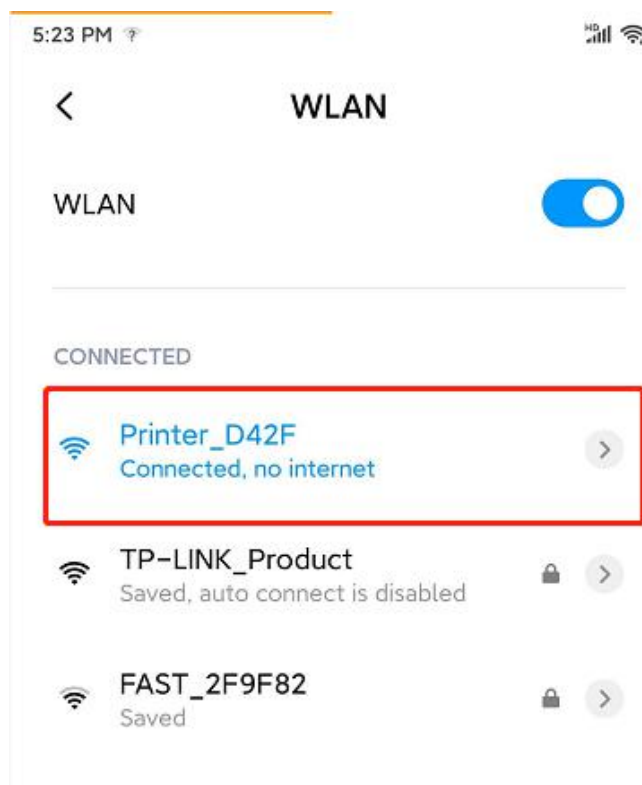 5:23 PM ?
HD
WLAN
WLAN
CONNECTED
Printer_D42F
Connected, no internet
TP-LINK_Product
Saved, auto connect is disabled
FAST_2F9F82
Saved